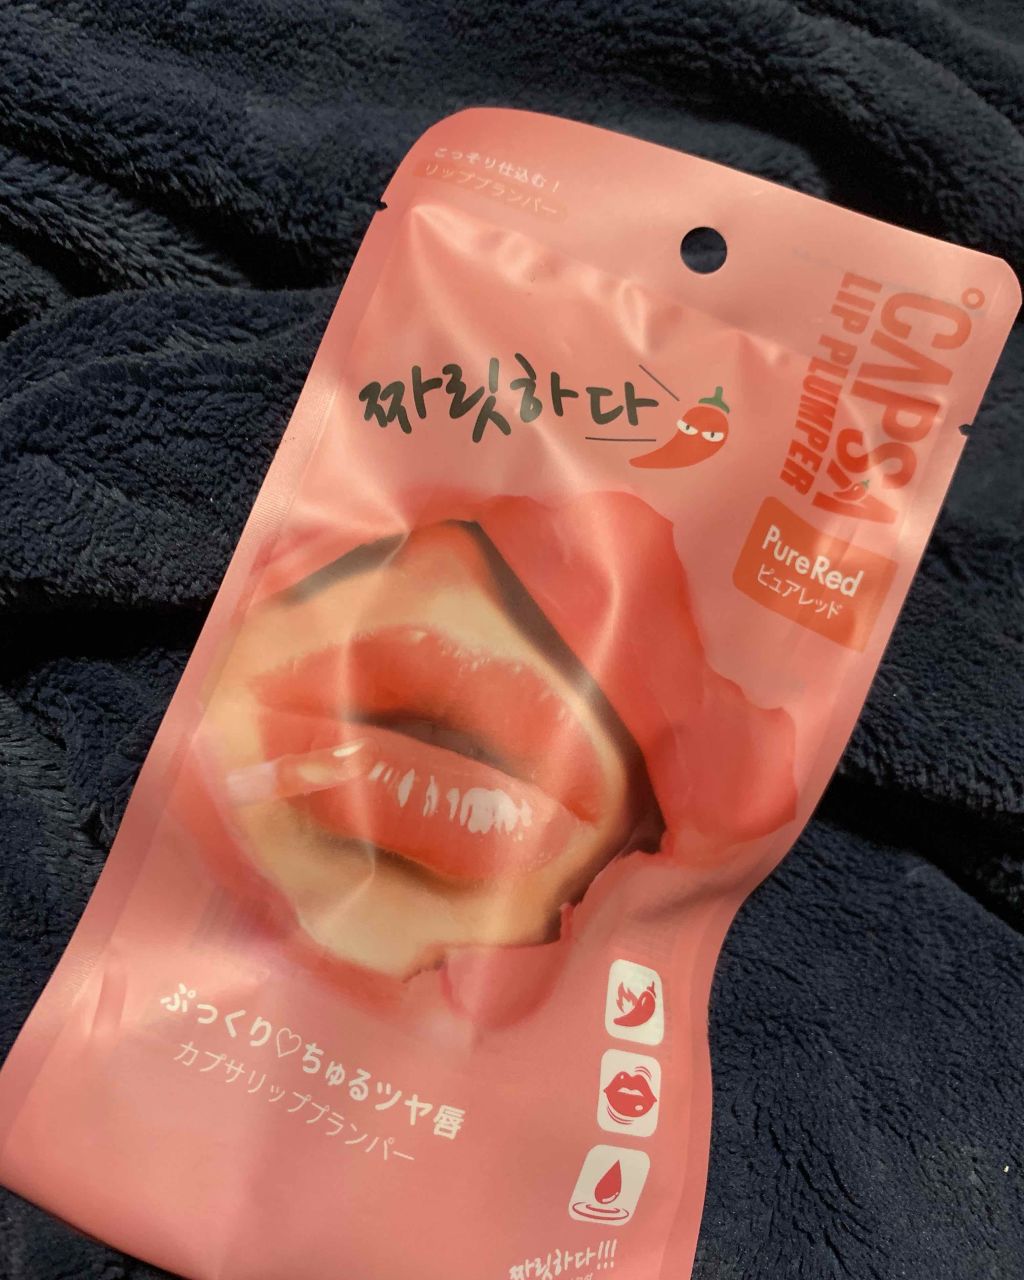 こっそり仕込む!
リッププランパー
°CAPSA
LIP PLUMPER
짜릿하다
Pure Red
ピュアレッド
ぷっくり♡ちゅるツヤ唇
カプサリッププランパー
짜릿하다!!!